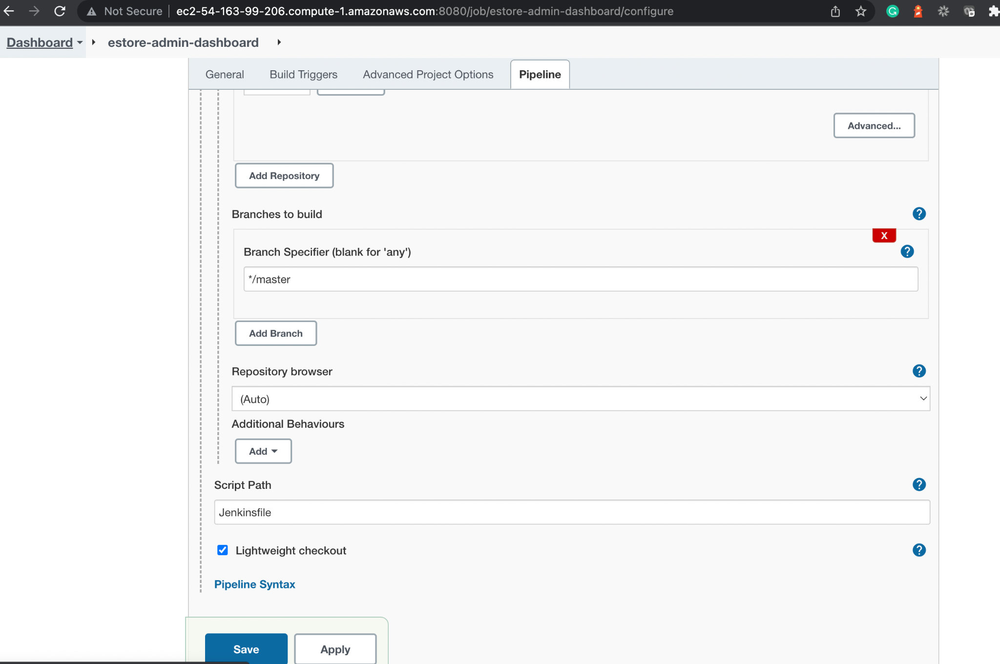 Not Secure ec2-54-163-99-206.compute-1.amazonaws.com:8080/job/estore-admin-dashboard/configure
Dashboard estore-admin-dashboard
General Build Triggers Advanced Project Options Pipeline
Advanced...
Add Repository
Branches to build
X
Branch Specifier (blank for 'any')
*/master
Add Branch
Repository browser
(Auto)
Additional Behaviours
Add
Script Path
Jenkinsfile
Lightweight checkout
Pipeline Syntax
Save Apply